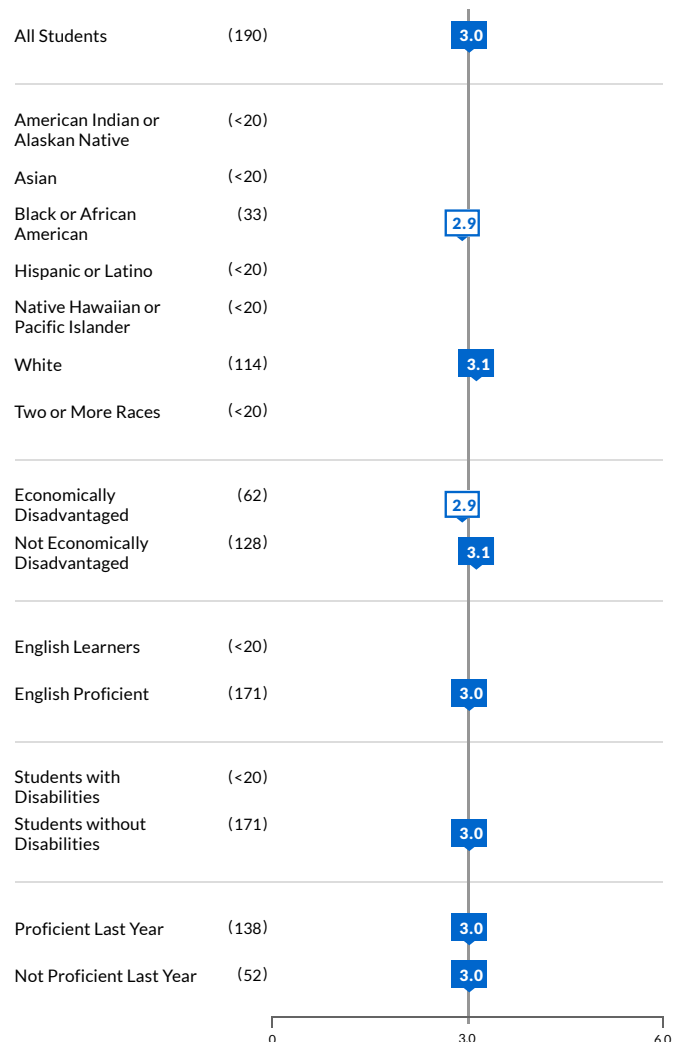 All Students (190) 3.0
American Indian or (<20)
Alaskan Native
Asian (<20)
Black or African (33) 2.9
American
Hispanic or Latino (<20)
Native Hawaiian or (<20)
Pacific Islander
White (114) 3.1
Two or More Races (<20)
Economically (62) 2.9
Disadvantaged
Not Economically (128) 3.1
Disadvantaged
English Learners (<20)
English Proficient (171) 3.0
Students with (<20)
Disabilities
Students without (171) 3.0
Disabilities
Proficient Last Year (138) 3.0
Not Proficient Last Year (52) 3.0
0 3.0 6.0